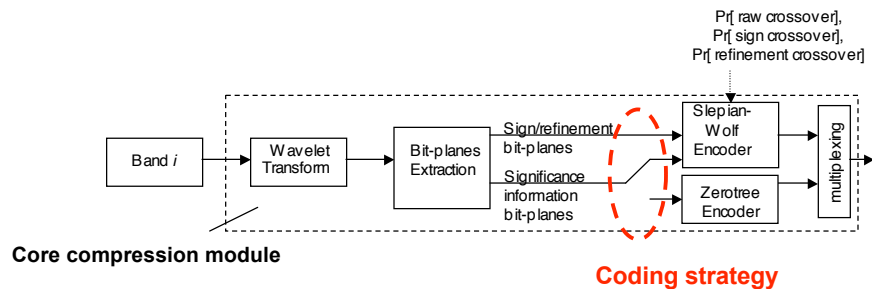 Pr[ raw crossover],
Pr[ sign crossover],
Pr[ refinement crossover]
Band i
Wavelet
Transform
Bit-planes
Extraction
Sign/refinement
bit-planes
Significance
information
bit-planes
Slepian-
Wolf
Encoder
Zerotree
Encoder
multiplexing
Core compression module
Coding strategy